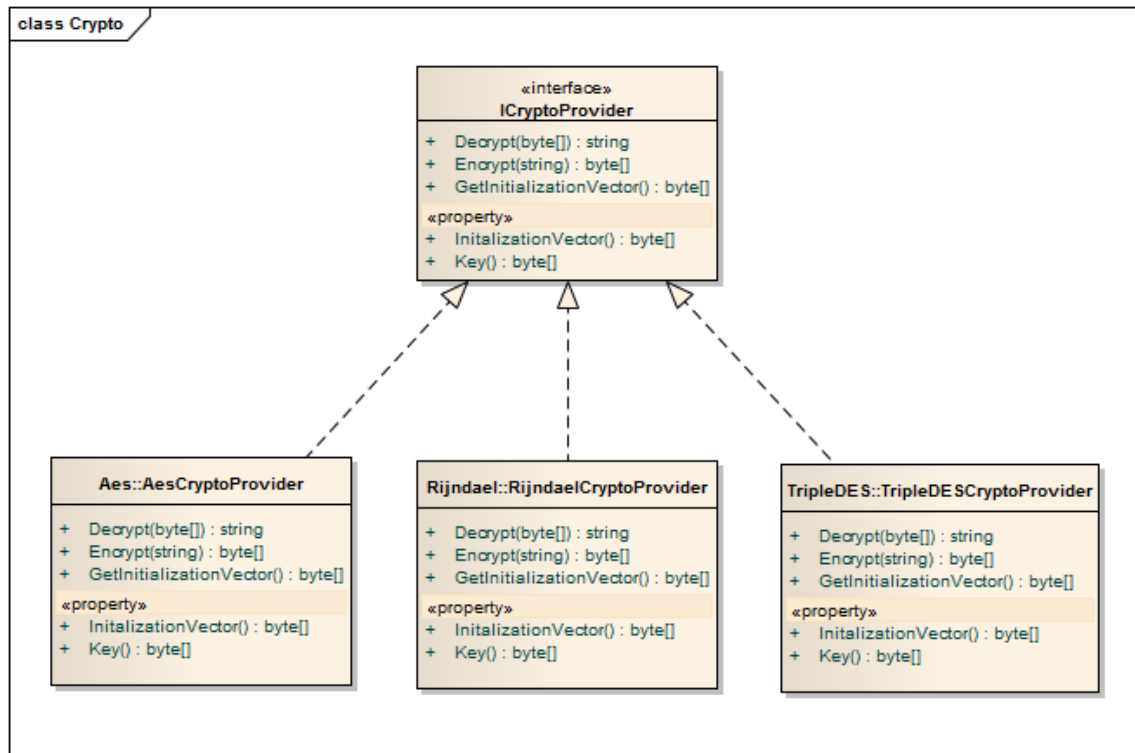 class Crypto
«interface»
ICryptoProvider
+ Decrypt(byte[]) : string
+ Encrypt(string) : byte[]
+ GetInitializationVector() : byte[]
«property»
+ InitalizationVector() : byte[]
+ Key() : byte[]
Aes::AesCryptoProvider
+ Decrypt(byte[]) : string
+ Encrypt(string) : byte[]
+ GetInitializationVector() : byte[]
«property»
+ InitalizationVector() : byte[]
+ Key() : byte[]
Rijndael::RijndaelCryptoProvider
+ Decrypt(byte[]) : string
+ Encrypt(string) : byte[]
+ GetInitializationVector() : byte[]
«property»
+ InitalizationVector() : byte[]
+ Key() : byte[]
TripleDES::TripleDESCryptoProvider
+ Decrypt(byte[]) : string
+ Encrypt(string) : byte[]
+ GetInitializationVector() : byte[]
«property»
+ InitalizationVector() : byte[]
+ Key() : byte[]